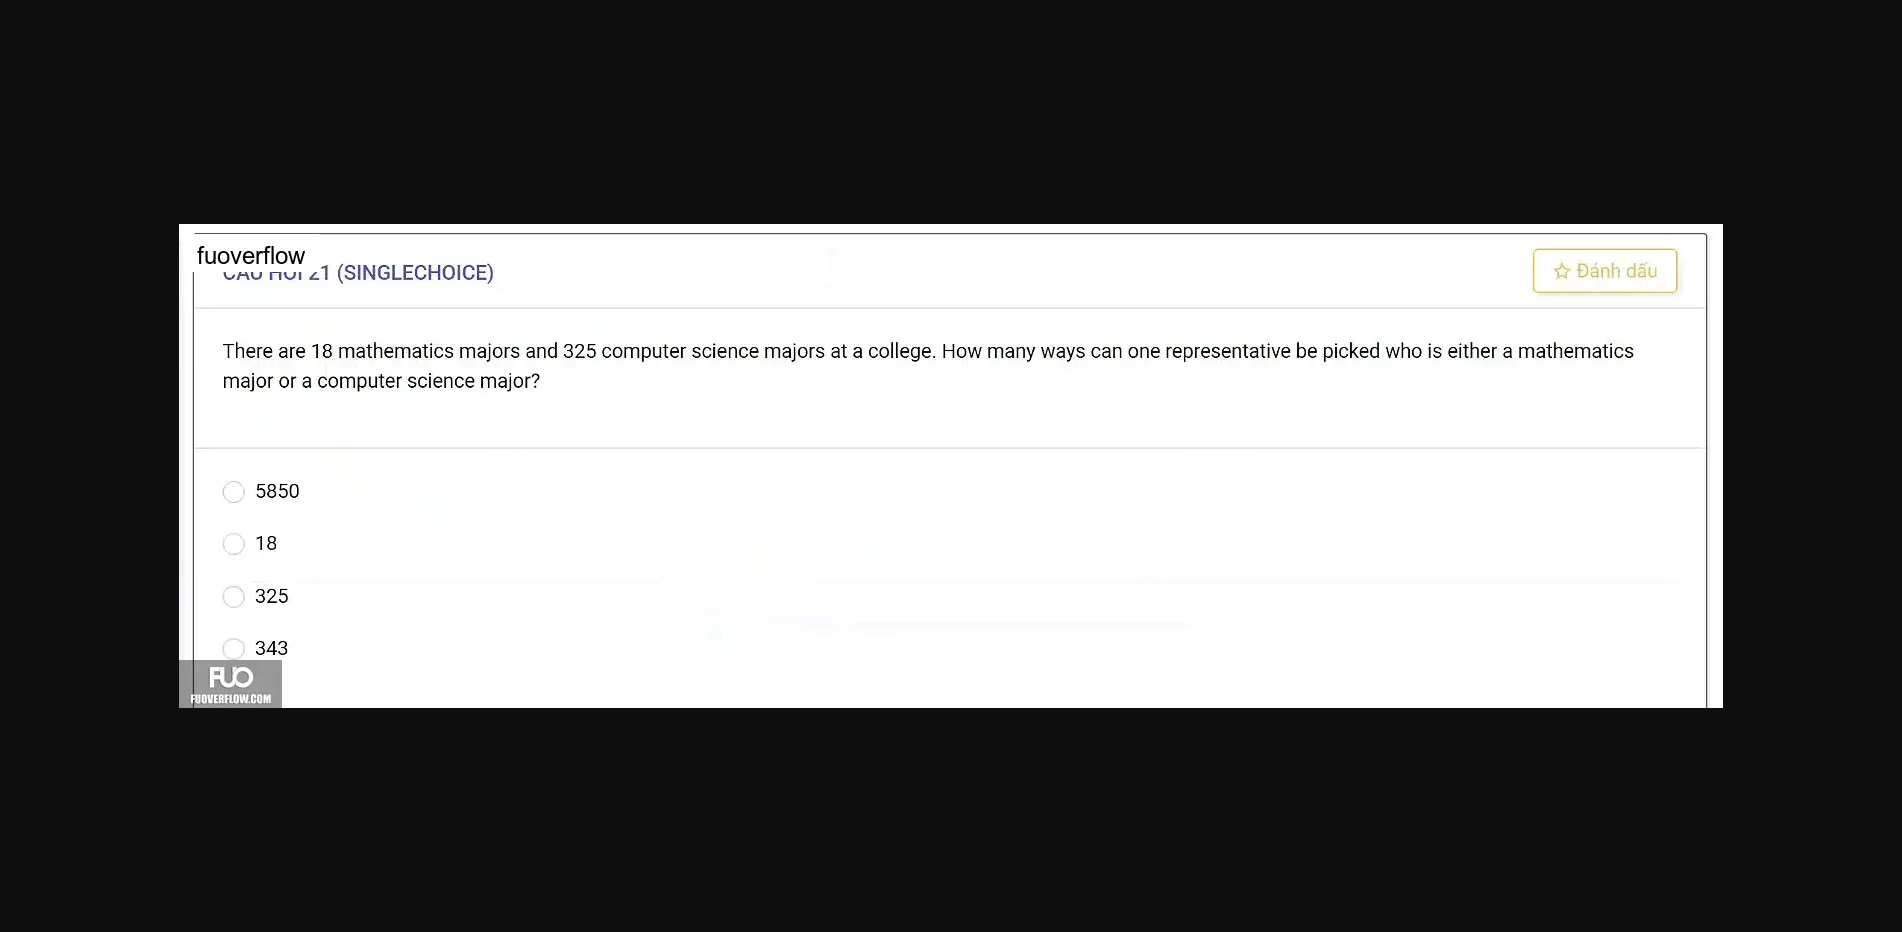 fuoverflow
CÂU HỎI 21 (SINGLECHOICE)
Đánh dấu
There are 18 mathematics majors and 325 computer science majors at a college. How many ways can one representative be picked who is either a mathematics
major or a computer science major?
5850
18
325
343
FUO
FUOVERFLOW.COM